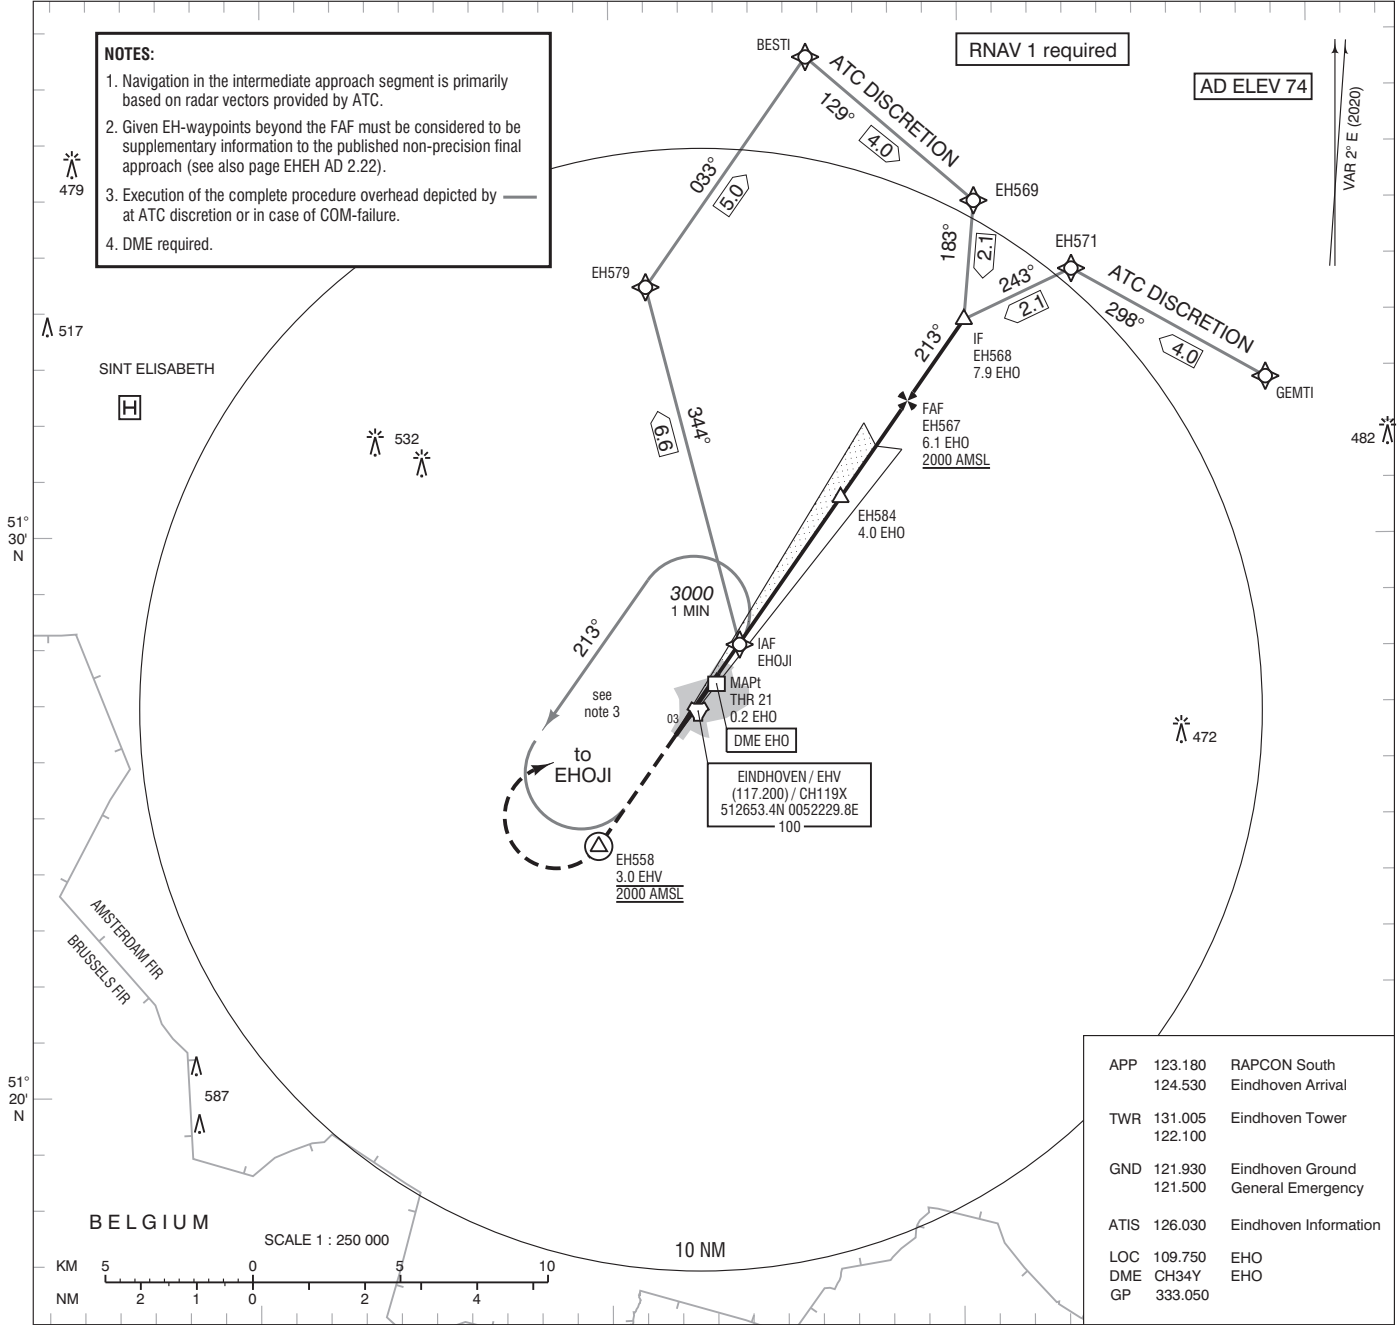 NOTES:
1. Navigation in the intermediate approach segment is primarily
based on radar vectors provided by ATC.
2. Given EH-waypoints beyond the FAF must be considered to be
supplementary information to the published non-precision final
approach (see also page EHEH AD 2.22).
3. Execution of the complete procedure overhead depicted by
at ATC discretion or in case of COM-failure.
4. DME required.
RNAV 1 required
AD ELEV 74
VAR 2° E (2020)
BESTI
ATC DISCRETION
129°
4.0
479
033°
5.0
EH569
183°
2.1
EH571
243°
2.1
ATC DISCRETION
298°
4.0
GEMTI
EH579
517
SINT ELISABETH
H
213°
IF
EH568
7.9 EHO
FAF
EH567
6.1 EHO
2000 AMSL
482
532
344°
6.6
EH584
4.0 EHO
51°
30'
N
3000
1 MIN
213°
IAF
EHOJI
see
note 3
MAPt
THR 21
0.2 EHO
03
DME EHO
472
to
EHOJI
EINDHOVEN / EHV
(117.200) / CH119X
512653.4N 0052229.8E
100
EH558
3.0 EHV
2000 AMSL
AMSTERDAM FIR
BRUSSELS FIR
587
51°
20'
N
BELGIUM
SCALE 1 : 250 000
KM 5 0 5 10
NM 2 1 0 2 4
10 NM
APP 123.180 RAPCON South
124.530 Eindhoven Arrival
TWR 131.005 Eindhoven Tower
122.100
GND 121.930 Eindhoven Ground
121.500 General Emergency
ATIS 126.030 Eindhoven Information
LOC 109.750 EHO
DME CH34Y EHO
GP 333.050